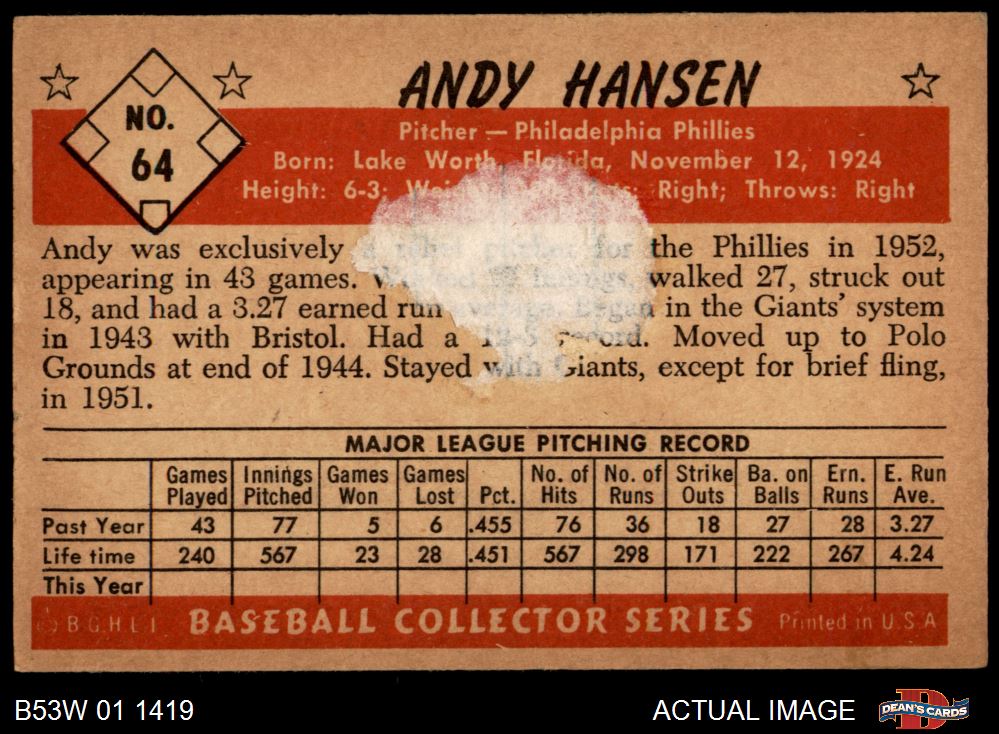 ANDY HANSEN
NO.
64
Pitcher — Philadelphia Phillies
Born: Lake Worth, Florida, November 12, 1924
Height: 6-3; Right; Throws: Right
Andy was exclusively a relief pitcher for the Phillies in 1952,
appearing in 43 games. innings, walked 27, struck out
18, and had a 3.27 earned run average. Began in the Giants’ system
in 1943 with Bristol. Had a record. Moved up to Polo
Grounds at end of 1944. Stayed with Giants, except for brief fling,
in 1951.
MAJOR LEAGUE PITCHING RECORD
Games Played Innings Pitched Games Won Games Lost Pct. No. of Hits No. of Runs Strike Outs Ba. on Balls Ern. Runs E. Run Ave.
Past Year 43 77 5 6 .455 76 36 18 27 28 3.27
Life time 240 567 23 28 .451 567 298 171 222 267 4.24
This Year
B.G.H.L.I. BASEBALL COLLECTOR SERIES Printed in U.S.A
B53W 01 1419
ACTUAL IMAGE
D
DEAN'S CARDS